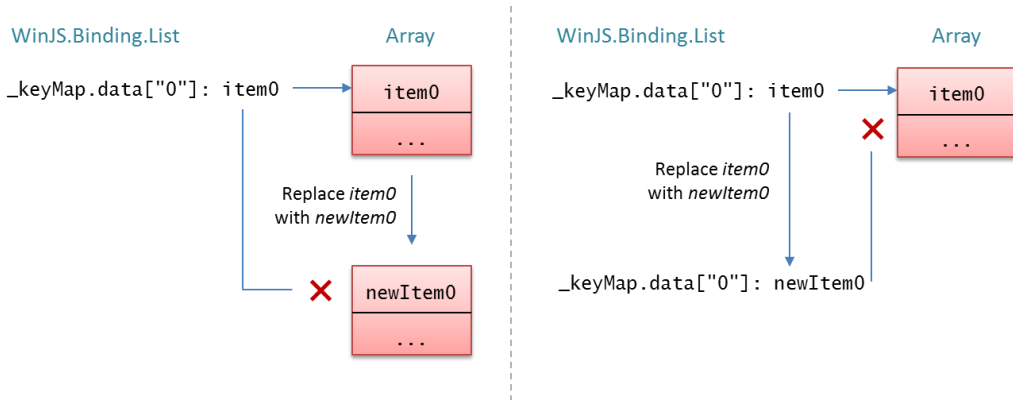 WinJS.Binding.List
Array
_keyMap.data["0"]: item0
item0
...
Replace item0
with newItem0
newItem0
...
WinJS.Binding.List
Array
_keyMap.data["0"]: item0
item0
...
Replace item0
with newItem0
_keyMap.data["0"]: newItem0